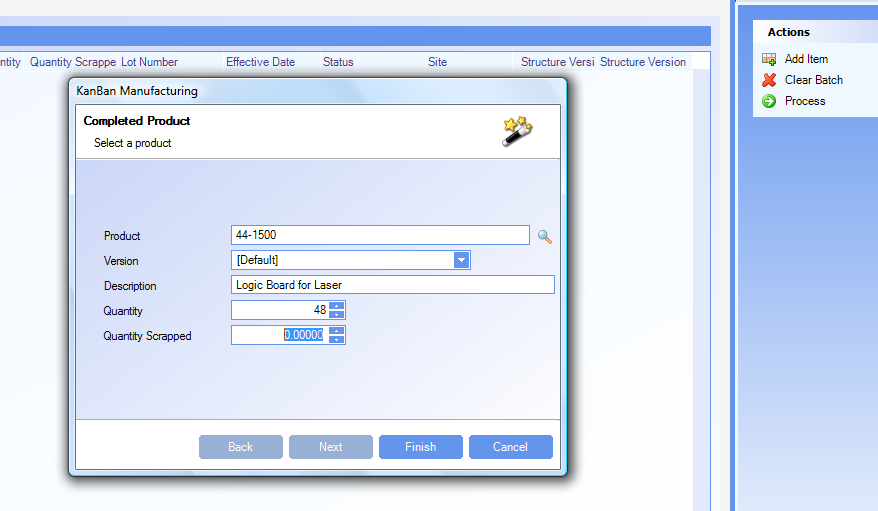 Actions
ntity Quantity Scrappe Lot Number Effective Date Status Site Structure Versi Structure Version
Add Item
Clear Batch
Process
KanBan Manufacturing
Completed Product
Select a product
Product 44-1500
Version [Default]
Description Logic Board for Laser
Quantity 48
Quantity Scrapped 0.00000
Back Next Finish Cancel